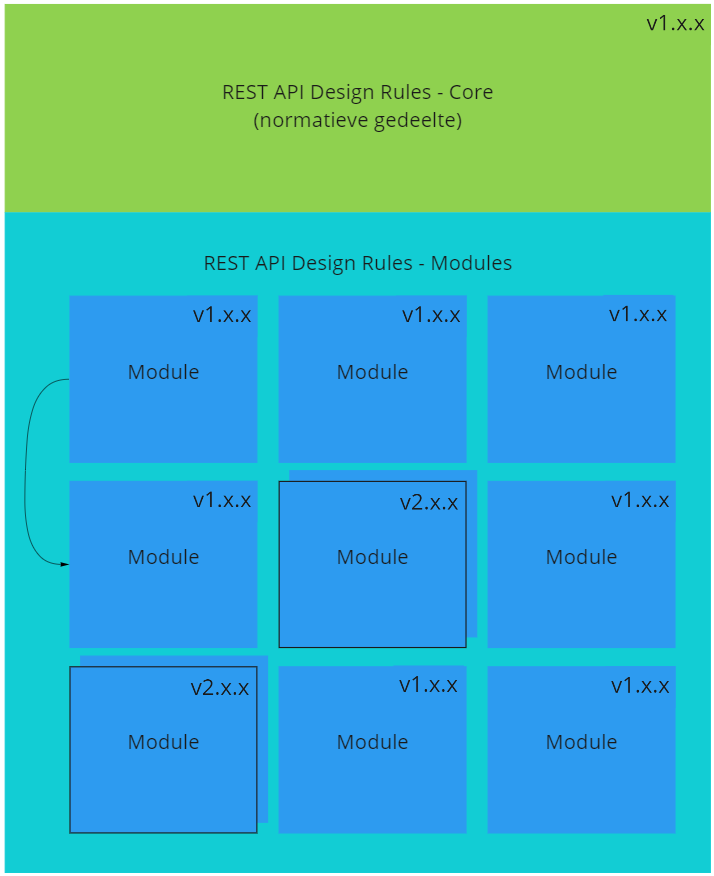 v1.x.x
REST API Design Rules - Core
(normatieve gedeelte)
REST API Design Rules - Modules
v1.x.x
Module
v1.x.x
Module
v1.x.x
Module
v1.x.x
Module
v2.x.x
Module
v1.x.x
Module
v2.x.x
Module
v1.x.x
Module
v1.x.x
Module